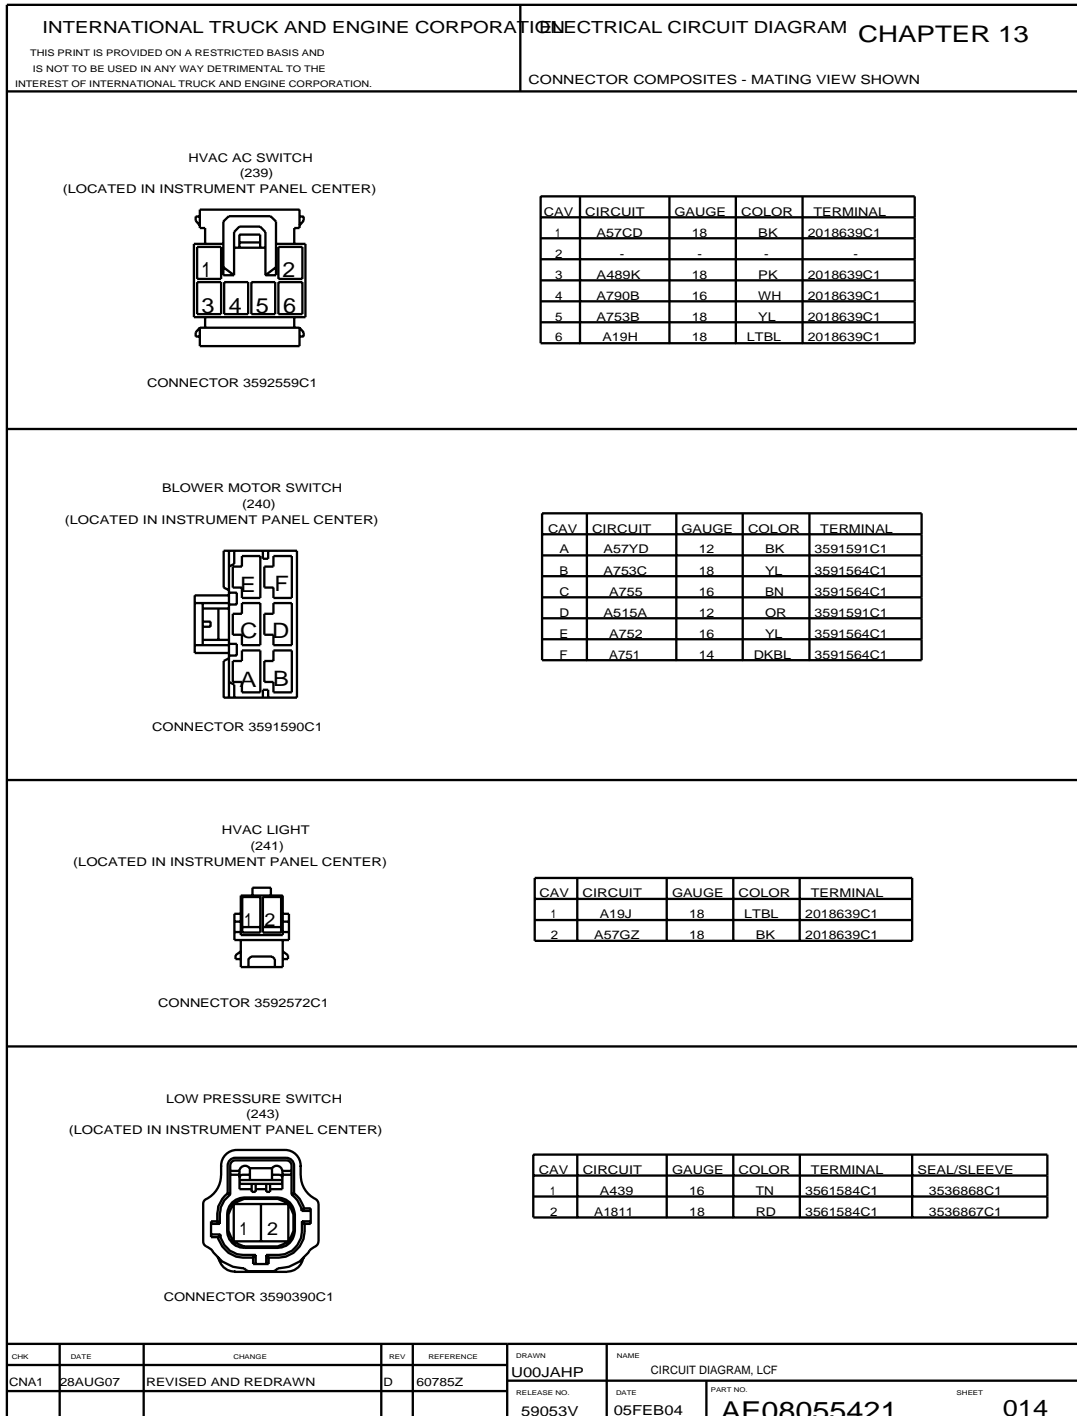 INTERNATIONAL TRUCK AND ENGINE CORPORATION
ELECTRICAL CIRCUIT DIAGRAM CHAPTER 13
THIS PRINT IS PROVIDED ON A RESTRICTED BASIS AND
IS NOT TO BE USED IN ANY WAY DETRIMENTAL TO THE
INTEREST OF INTERNATIONAL TRUCK AND ENGINE CORPORATION.
CONNECTOR COMPOSITES - MATING VIEW SHOWN
HVAC AC SWITCH
(239)
(LOCATED IN INSTRUMENT PANEL CENTER)
1 2
3 4 5 6
CONNECTOR 3592559C1
CAV CIRCUIT GAUGE COLOR TERMINAL
1 A57CD 18 BK 2018639C1
2 - - - -
3 A489K 18 PK 2018639C1
4 A790B 16 WH 2018639C1
5 A753B 18 YL 2018639C1
6 A19H 18 LTBL 2018639C1
BLOWER MOTOR SWITCH
(240)
(LOCATED IN INSTRUMENT PANEL CENTER)
E F
C D
A B
CONNECTOR 3591590C1
CAV CIRCUIT GAUGE COLOR TERMINAL
A A57YD 12 BK 3591591C1
B A753C 18 YL 3591564C1
C A755 16 BN 3591564C1
D A515A 12 OR 3591591C1
E A752 16 YL 3591564C1
F A751 14 DKBL 3591564C1
HVAC LIGHT
(241)
(LOCATED IN INSTRUMENT PANEL CENTER)
1 2
CONNECTOR 3592572C1
CAV CIRCUIT GAUGE COLOR TERMINAL
1 A19J 18 LTBL 2018639C1
2 A57GZ 18 BK 2018639C1
LOW PRESSURE SWITCH
(243)
(LOCATED IN INSTRUMENT PANEL CENTER)
1 2
CONNECTOR 3590390C1
CAV CIRCUIT GAUGE COLOR TERMINAL SEAL/SLEEVE
1 A439 16 TN 3561584C1 3536868C1
2 A1811 18 RD 3561584C1 3536867C1
CHK DATE CHANGE REV REFERENCE
CNA1 28AUG07 REVISED AND REDRAWN D 60785Z
DRAWN
U00JAHP
NAME
CIRCUIT DIAGRAM, LCF
RELEASE NO.
59053V
DATE
05FEB04
PART NO.
AE08055421
SHEET
014